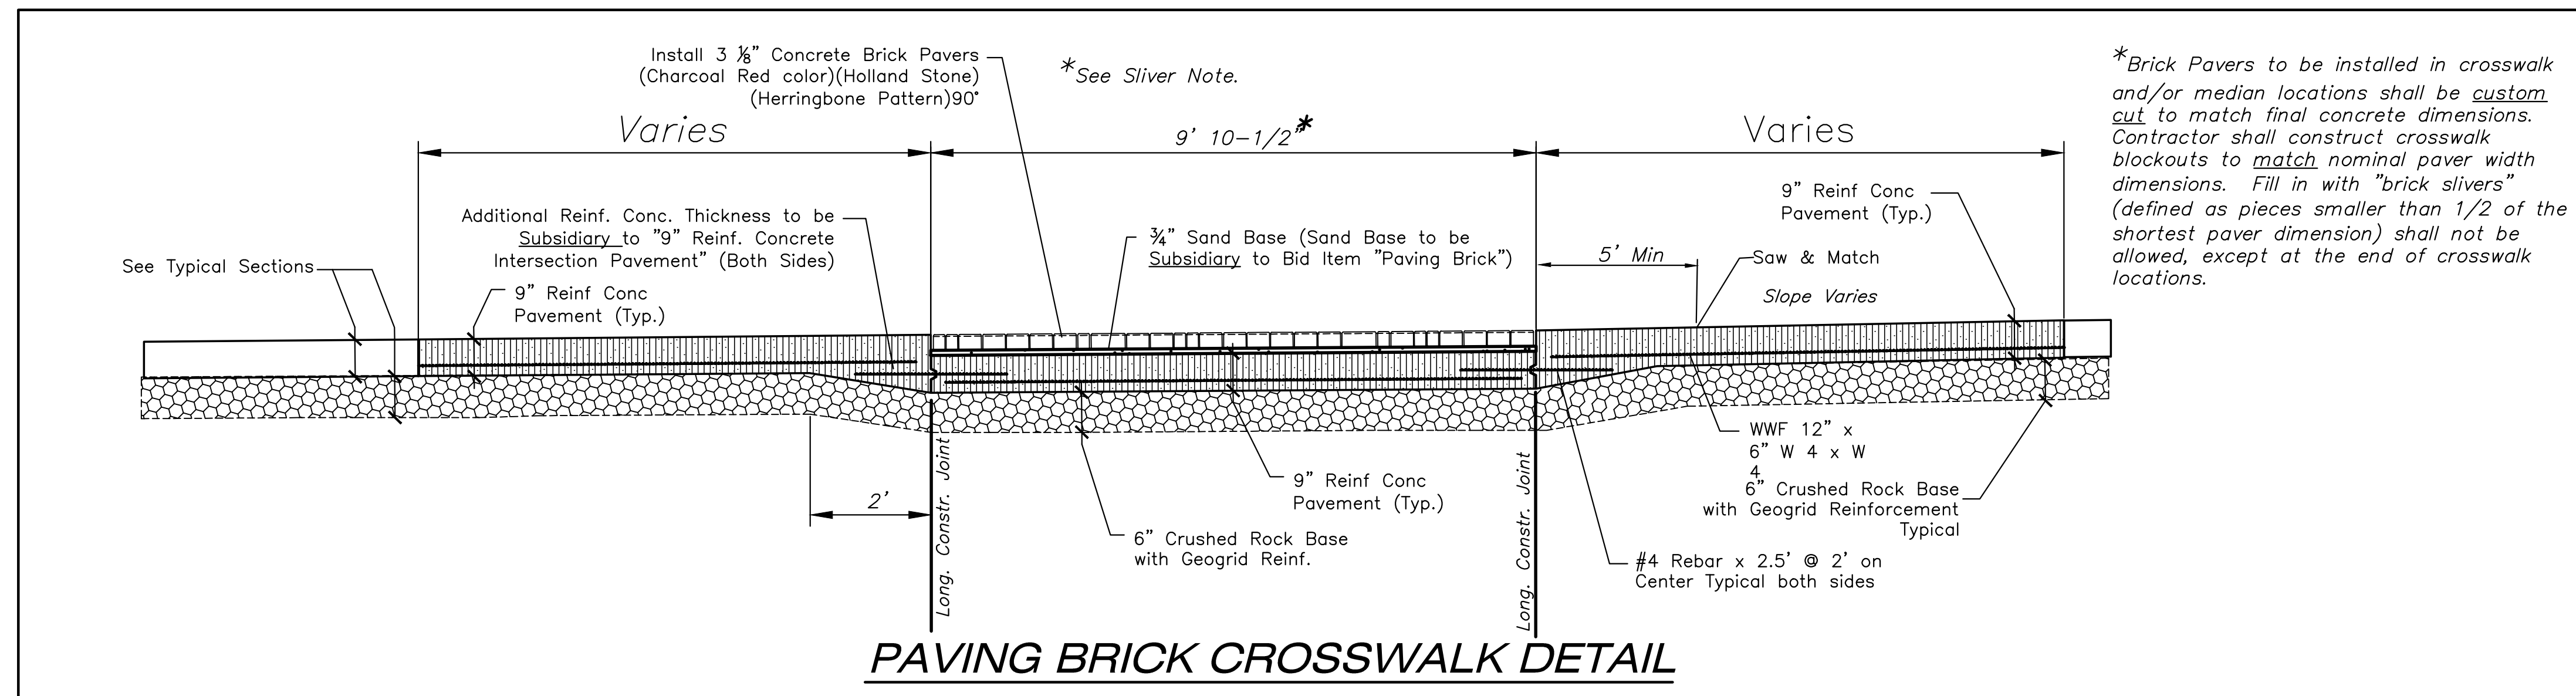 Install 3 ⅛" Concrete Brick Pavers
(Charcoal Red color)(Holland Stone)
(Herringbone Pattern)90°
*See Sliver Note.
Varies
9' 10-1/2"*
Varies
*Brick Pavers to be installed in crosswalk
and/or median locations shall be custom
cut to match final concrete dimensions.
Contractor shall construct crosswalk
blockouts to match nominal paver width
dimensions. Fill in with "brick slivers"
(defined as pieces smaller than 1/2 of the
shortest paver dimension) shall not be
allowed, except at the end of crosswalk
locations.
Additional Reinf. Conc. Thickness to be
Subsidiary to "9" Reinf. Concrete
Intersection Pavement" (Both Sides)
See Typical Sections
9" Reinf Conc
Pavement (Typ.)
¾" Sand Base (Sand Base to be
Subsidiary to Bid Item "Paving Brick")
9" Reinf Conc
Pavement (Typ.)
5' Min
Saw & Match
Slope Varies
2'
Long. Constr. Joint
6" Crushed Rock Base
with Geogrid Reinf.
9" Reinf Conc
Pavement (Typ.)
Long. Constr. Joint
WWF 12" x
6" W 4 x W
4
6" Crushed Rock Base
with Geogrid Reinforcement
Typical
#4 Rebar x 2.5' @ 2' on
Center Typical both sides
PAVING BRICK CROSSWALK DETAIL